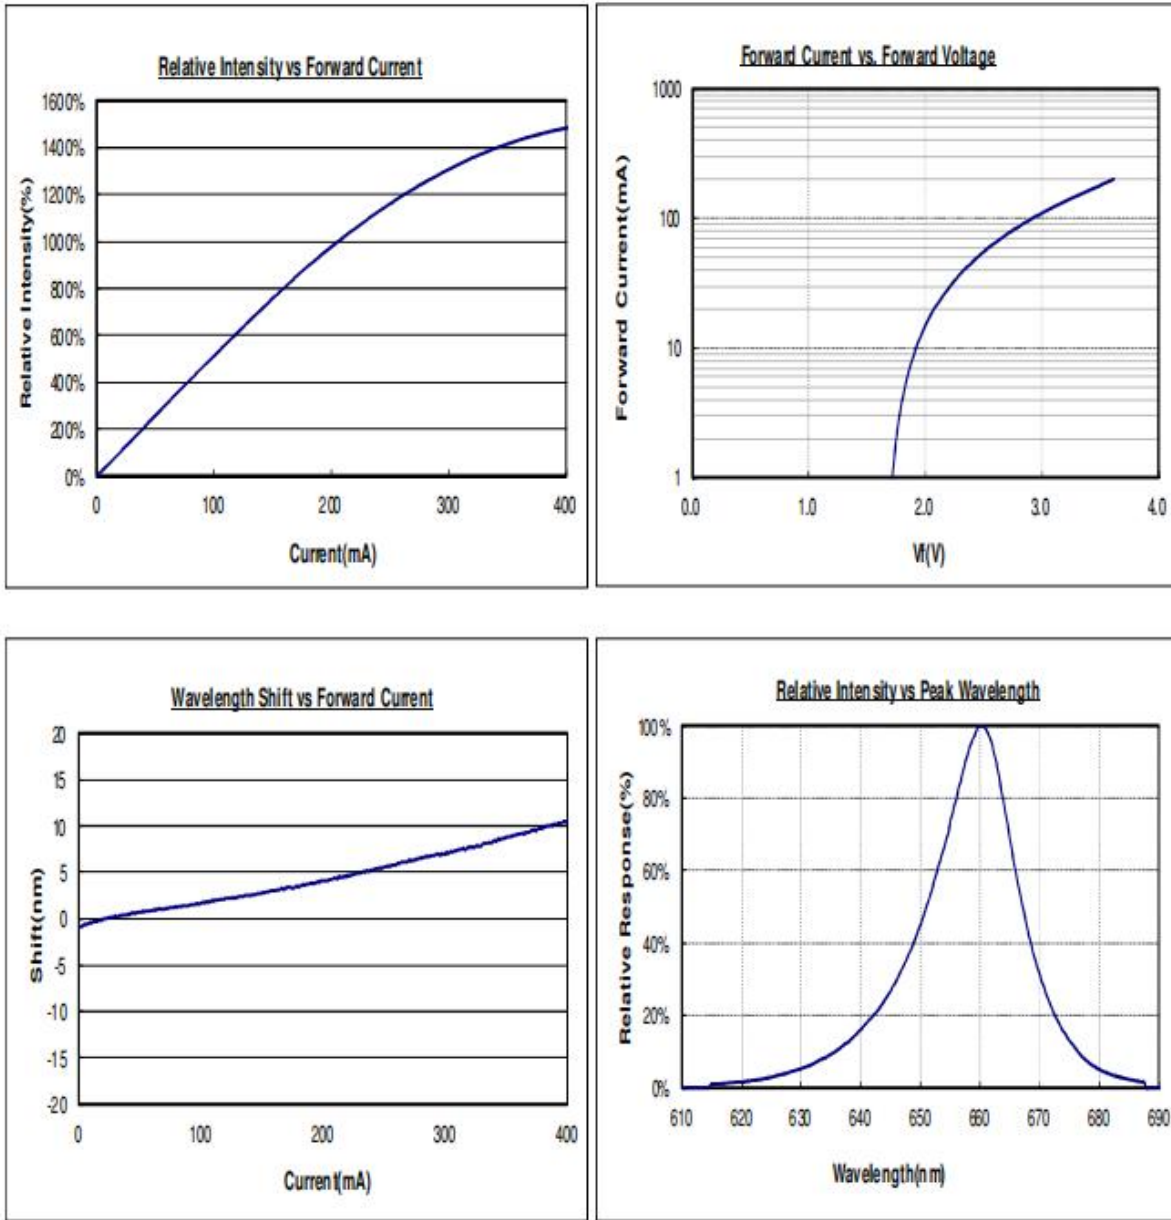 Relative Intensity vs Forward Current
1600%
1400%
1200%
1000%
800%
600%
400%
200%
0%
Relative Intensity(%)
0 100 200 300 400
Current(mA)
Forward Current vs. Forward Voltage
1000
100
10
1
Forward Current(mA)
0.0 1.0 2.0 3.0 4.0
Vf(V)
Wavelength Shift vs Forward Current
20
15
10
5
0
-5
-10
-15
-20
Shift(nm)
0 100 200 300 400
Current(mA)
Relative Intensity vs Peak Wavelength
100%
80%
60%
40%
20%
0%
Relative Response(%)
610 620 630 640 650 660 670 680 690
Wavelength(nm)